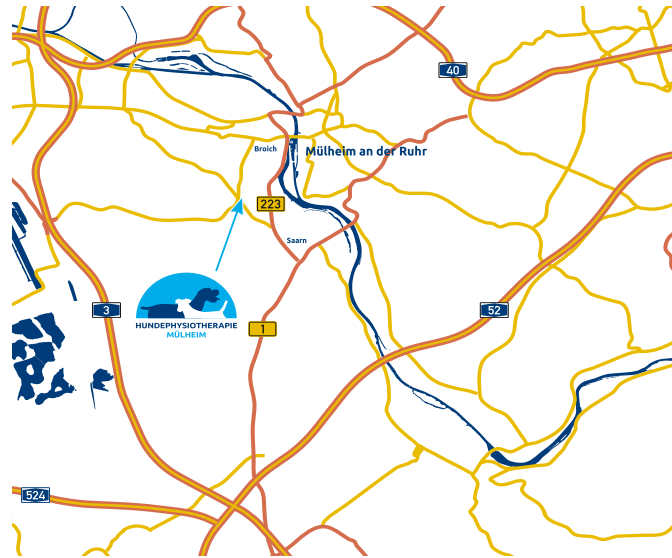 40
Broich
Mülheim an der Ruhr
223
Saarn
3
HUNDEPHYSIOTHERAPIE
MÜLHEIM
52
1
524